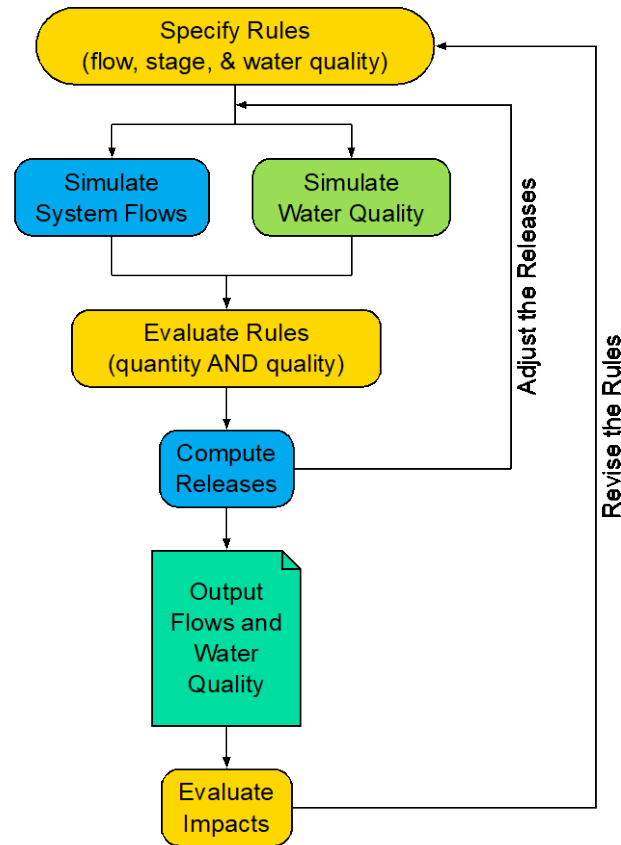 Specify Rules
(flow, stage, & water quality)
Simulate
System Flows
Simulate
Water Quality
Evaluate Rules
(quantity AND quality)
Compute
Releases
Output
Flows and
Water
Quality
Evaluate
Impacts
Adjust the Releases
Revise the Rules